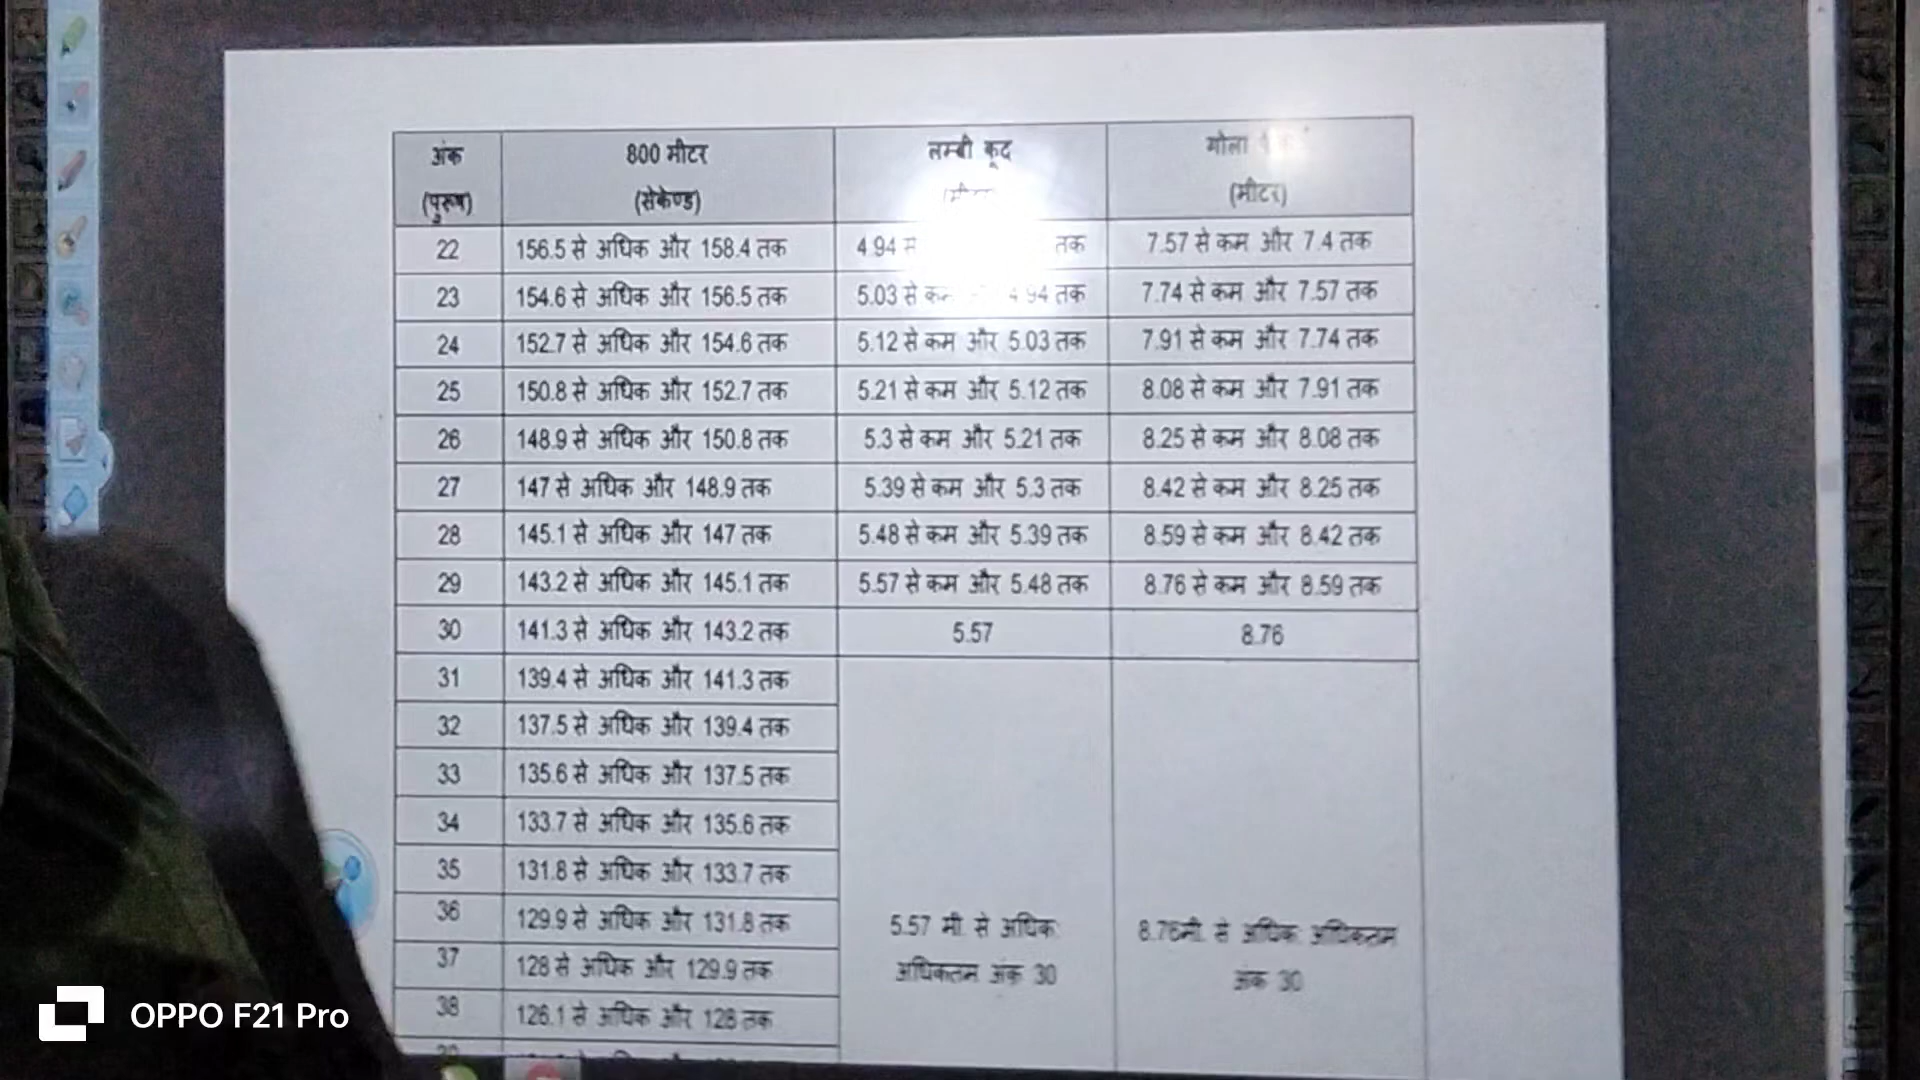 अंक 800 मीटर लम्बी कूद गोला
(पुरूष) (सेकेण्ड) (मीटर)
22 156.5 से अधिक और 158.4 तक 4.94 तक 7.57 से कम और 7.4 तक
23 154.6 से अधिक और 156.5 तक 5.03 से कम 4.94 तक 7.74 से कम और 7.57 तक
24 152.7 से अधिक और 154.6 तक 5.12 से कम और 5.03 तक 7.91 से कम और 7.74 तक
25 150.8 से अधिक और 152.7 तक 5.21 से कम और 5.12 तक 8.08 से कम और 7.91 तक
26 148.9 से अधिक और 150.8 तक 5.3 से कम और 5.21 तक 8.25 से कम और 8.08 तक
27 147 से अधिक और 148.9 तक 5.39 से कम और 5.3 तक 8.42 से कम और 8.25 तक
28 145.1 से अधिक और 147 तक 5.48 से कम और 5.39 तक 8.59 से कम और 8.42 तक
29 143.2 से अधिक और 145.1 तक 5.57 से कम और 5.48 तक 8.76 से कम और 8.59 तक
30 141.3 से अधिक और 143.2 तक 5.57 8.76
31 139.4 से अधिक और 141.3 तक
32 137.5 से अधिक और 139.4 तक
33 135.6 से अधिक और 137.5 तक
34 133.7 से अधिक और 135.6 तक
35 131.8 से अधिक और 133.7 तक
36 129.9 से अधिक और 131.8 तक 5.57 मी. से अधिक 8.76मी. से अधिक अधिकतम
37 128 से अधिक और 129.9 तक अधिकतम अंक 30 अंक 30
38 126.1 से अधिक और 128 तक
OPPO F21 Pro